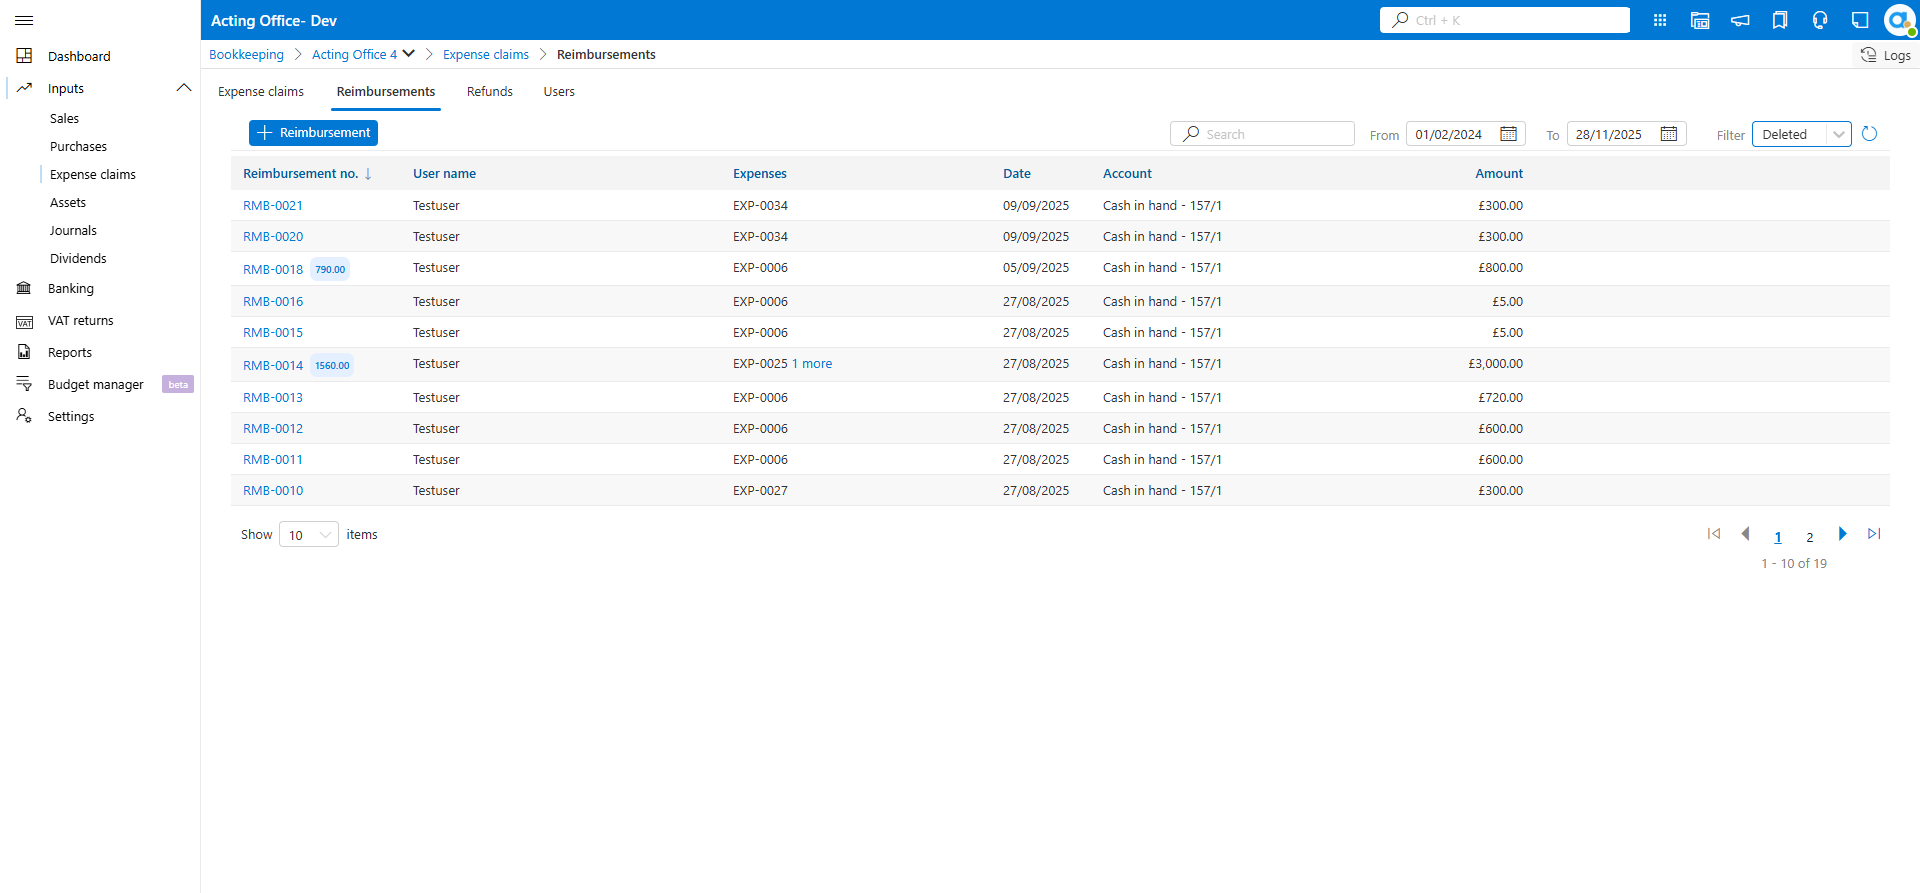 Acting Office- Dev
Ctrl + K
Dashboard
Inputs
Sales
Purchases
Expense claims
Assets
Journals
Dividends
Banking
VAT returns
Reports
Budget manager beta
Settings
Bookkeeping Acting Office 4 Expense claims Reimbursements
Logs
Expense claims Reimbursements Refunds Users
Reimbursement
Search From 01/02/2024 To 28/11/2025 Filter Deleted
Reimbursement no. User name Expenses Date Account Amount
RMB-0021 Testuser EXP-0034 09/09/2025 Cash in hand - 157/1 £300.00
RMB-0020 Testuser EXP-0034 09/09/2025 Cash in hand - 157/1 £300.00
RMB-0018 790.00 Testuser EXP-0006 05/09/2025 Cash in hand - 157/1 £800.00
RMB-0016 Testuser EXP-0006 27/08/2025 Cash in hand - 157/1 £5.00
RMB-0015 Testuser EXP-0006 27/08/2025 Cash in hand - 157/1 £5.00
RMB-0014 1560.00 Testuser EXP-0025 1 more 27/08/2025 Cash in hand - 157/1 £3,000.00
RMB-0013 Testuser EXP-0006 27/08/2025 Cash in hand - 157/1 £720.00
RMB-0012 Testuser EXP-0006 27/08/2025 Cash in hand - 157/1 £600.00
RMB-0011 Testuser EXP-0006 27/08/2025 Cash in hand - 157/1 £600.00
RMB-0010 Testuser EXP-0027 27/08/2025 Cash in hand - 157/1 £300.00
Show 10 items
1 2
1 - 10 of 19